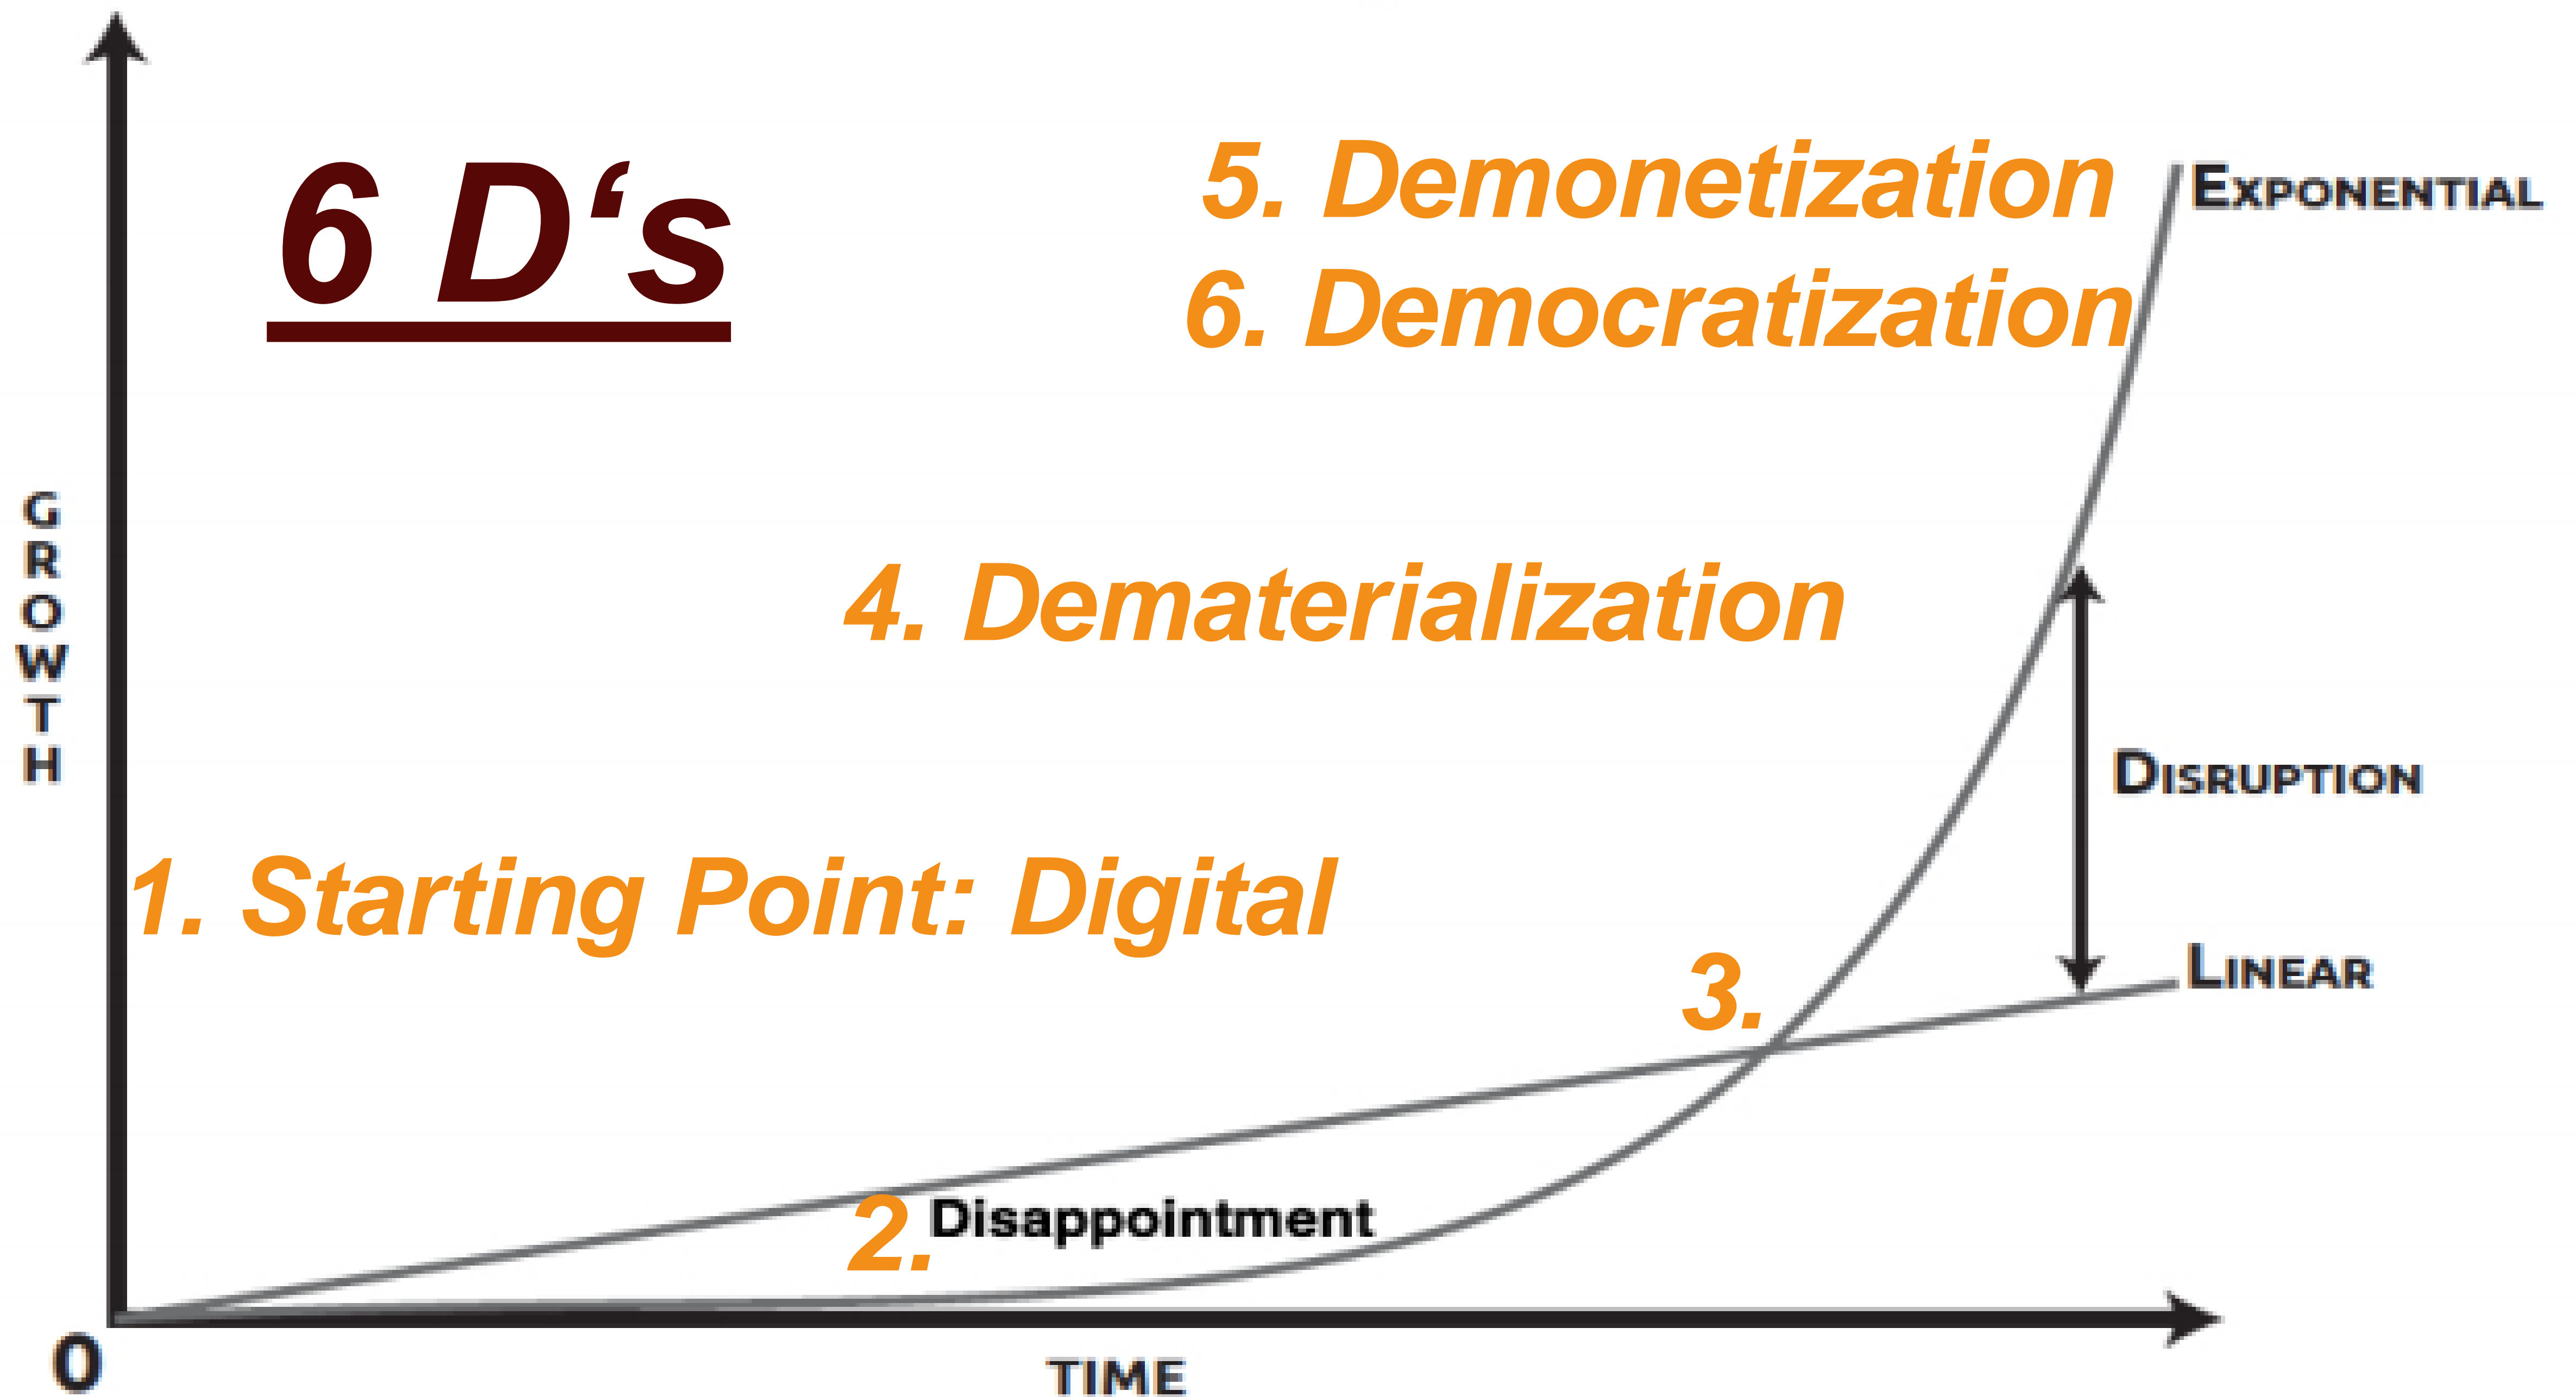 6 D‘s
5. Demonetization
EXPONENTIAL
6. Democratization
GROWTH
4. Dematerialization
DISRUPTION
1. Starting Point: Digital
3.
LINEAR
2. Disappointment
0
TIME